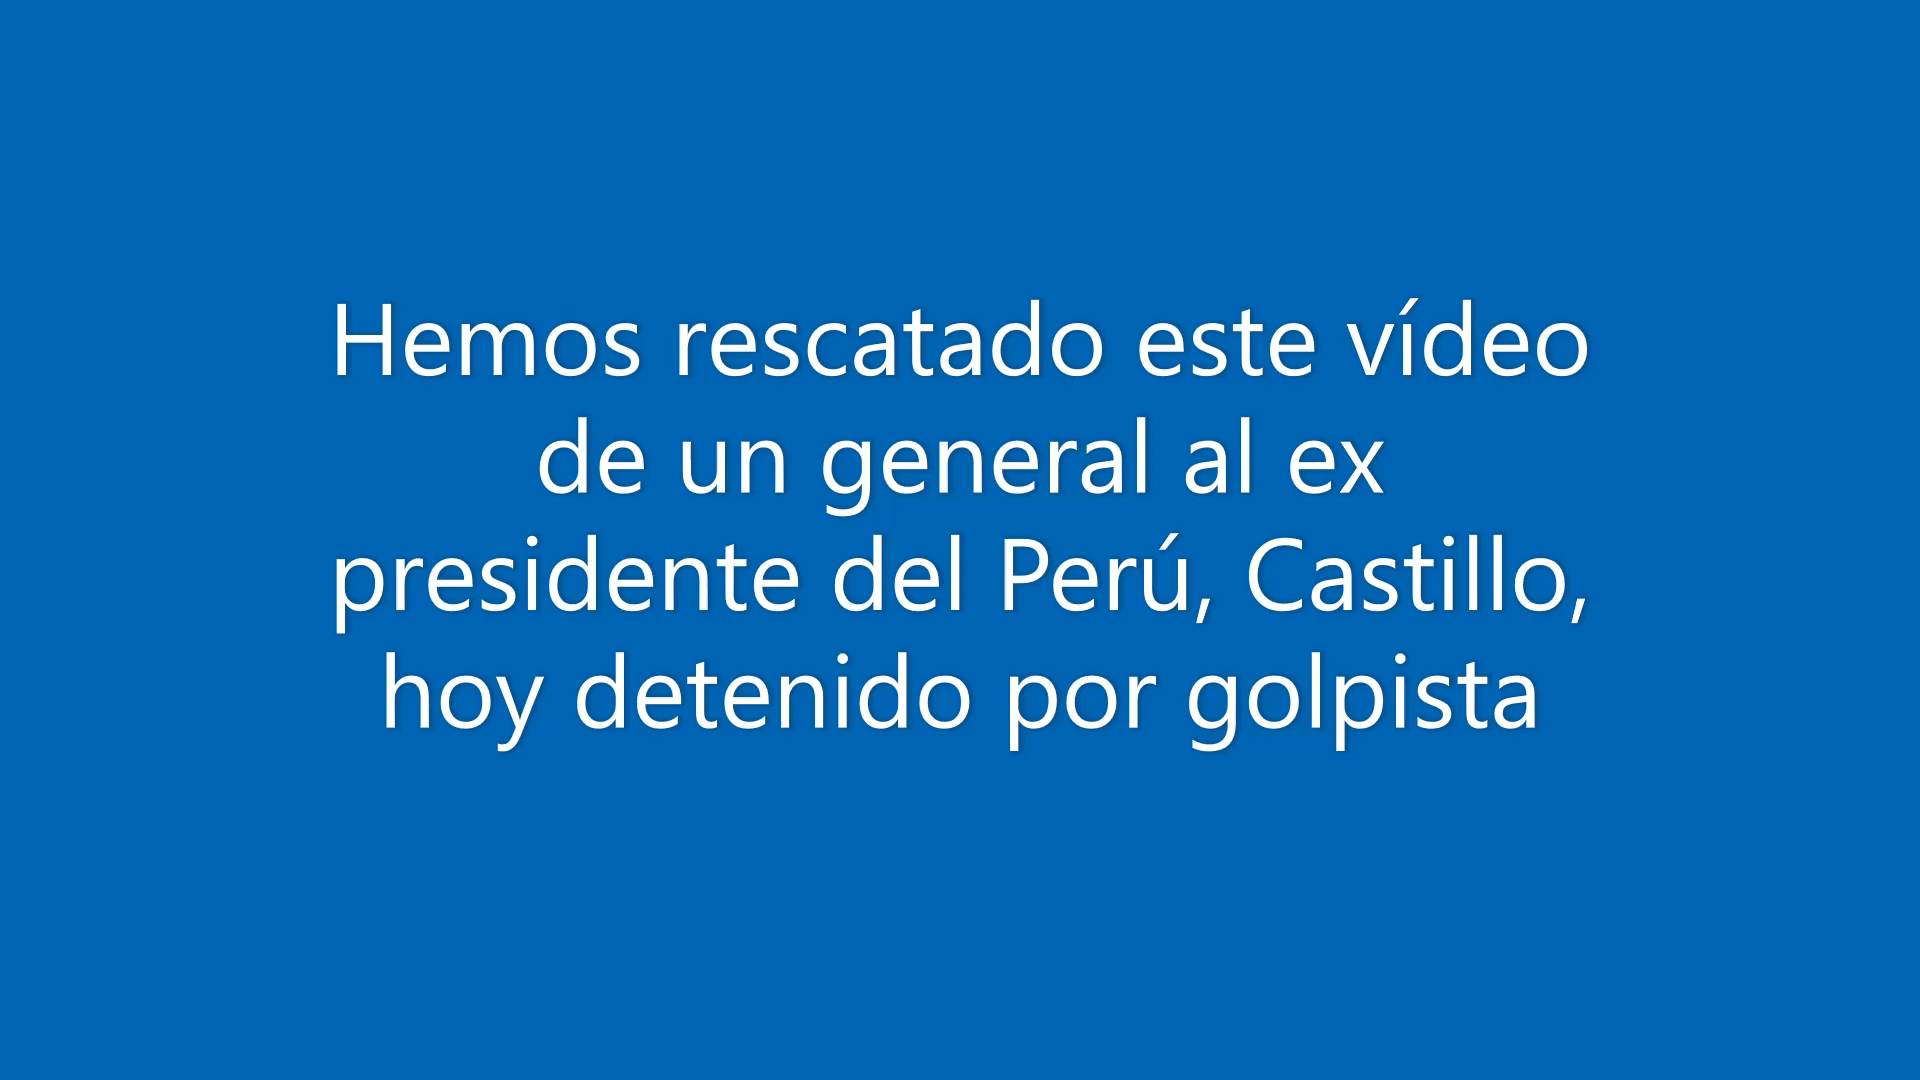 Hemos rescatado este vídeo
de un general al ex
presidente del Perú, Castillo,
hoy detenido por golpista